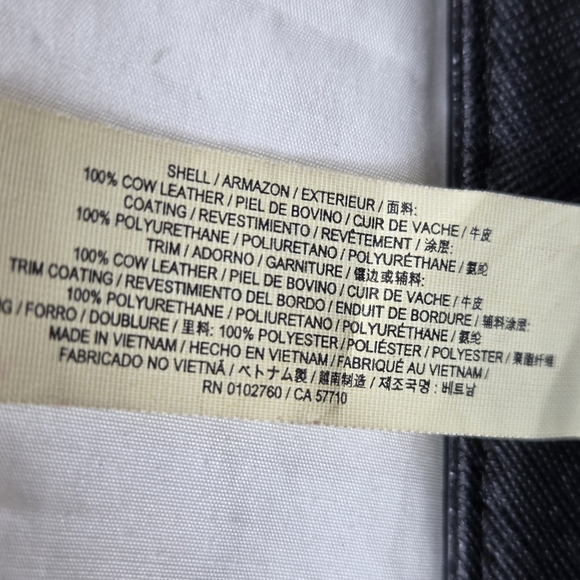 SHELL / ARMAZON / EXTERIEUR / 面料:
100% COW LEATHER / PIEL DE BOVINO / CUIR DE VACHE / 牛皮
COATING / REVESTIMIENTO / REVÊTEMENT / 涂层:
100% POLYURETHANE / POLIURETANO / POLYURÉTHANE / 氨纶
TRIM / ADORNO / GARNITURE / 镶边或辅料:
100% COW LEATHER / PIEL DE BOVINO / CUIR DE VACHE / 牛皮
TRIM COATING / REVESTIMIENTO DEL BORDO / ENDUIT DE BORDURE / 辅料涂层:
100% POLYURETHANE / POLIURETANO / POLYURÉTHANE / 氨纶
NG / FORRO / DOUBLURE / 里料: 100% POLYESTER / POLIÉSTER / POLYESTER / 聚酯纤维
MADE IN VIETNAM / HECHO EN VIETNAM / FABRIQUÉ AU VIETNAM /
FABRICADO NO VIETNÃ / ベトナム製 / 越南制造 / 제조국명 : 베트남
RN 0102760 / CA 57710